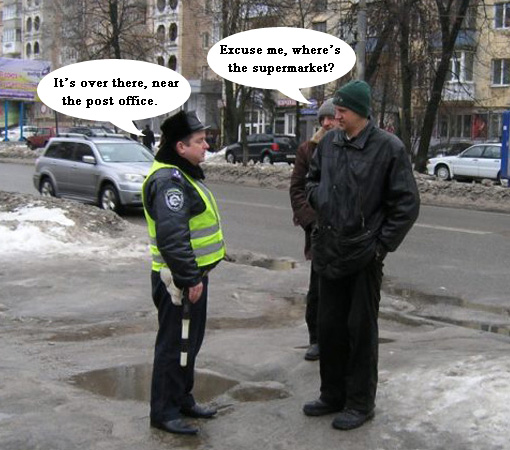 Excuse me, where's
the supermarket?
It's over there, near
the post office.